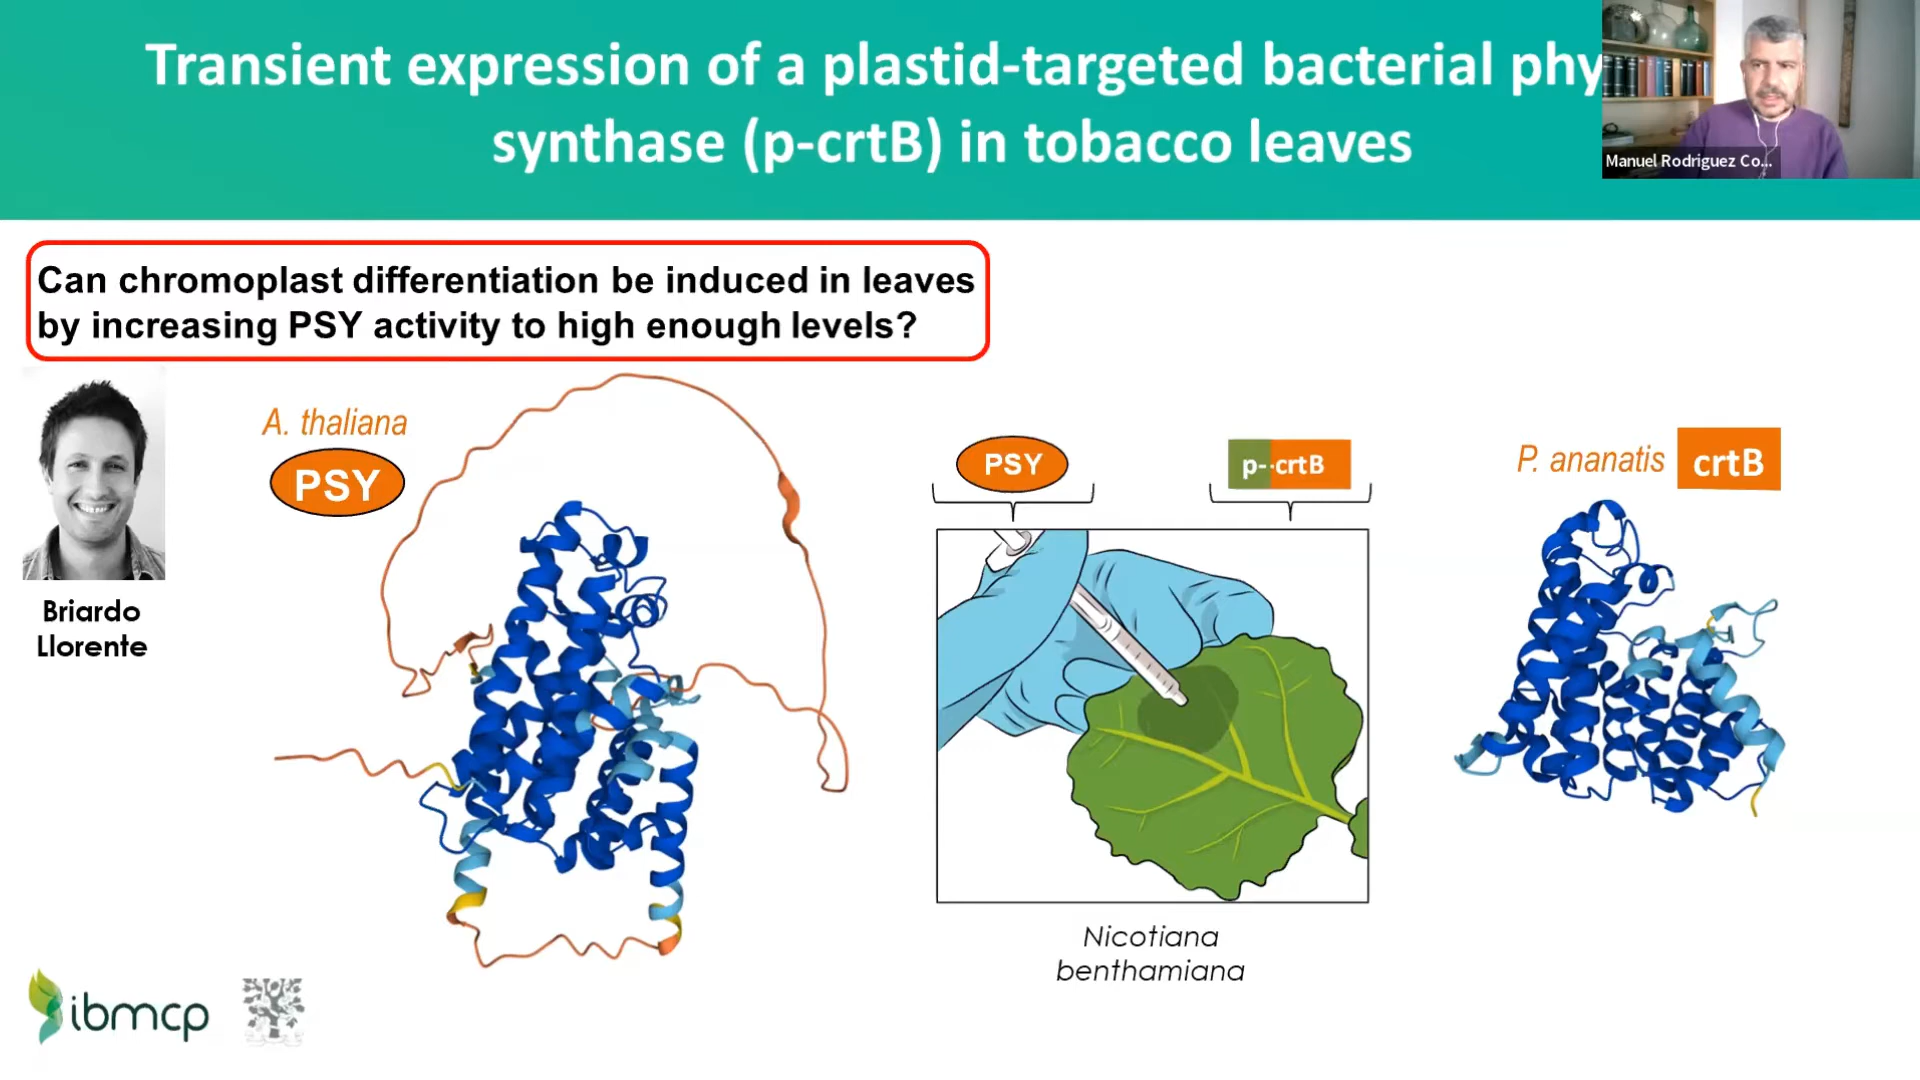 Transient expression of a plastid-targeted bacterial phy
synthase (p-crtB) in tobacco leaves
Manuel Rodriguez Co...
Can chromoplast differentiation be induced in leaves
by increasing PSY activity to high enough levels?
A. thaliana
PSY
PSY
p--crtB
P. ananatis
crtB
Briardo
Llorente
Nicotiana
benthamiana
ibmcp